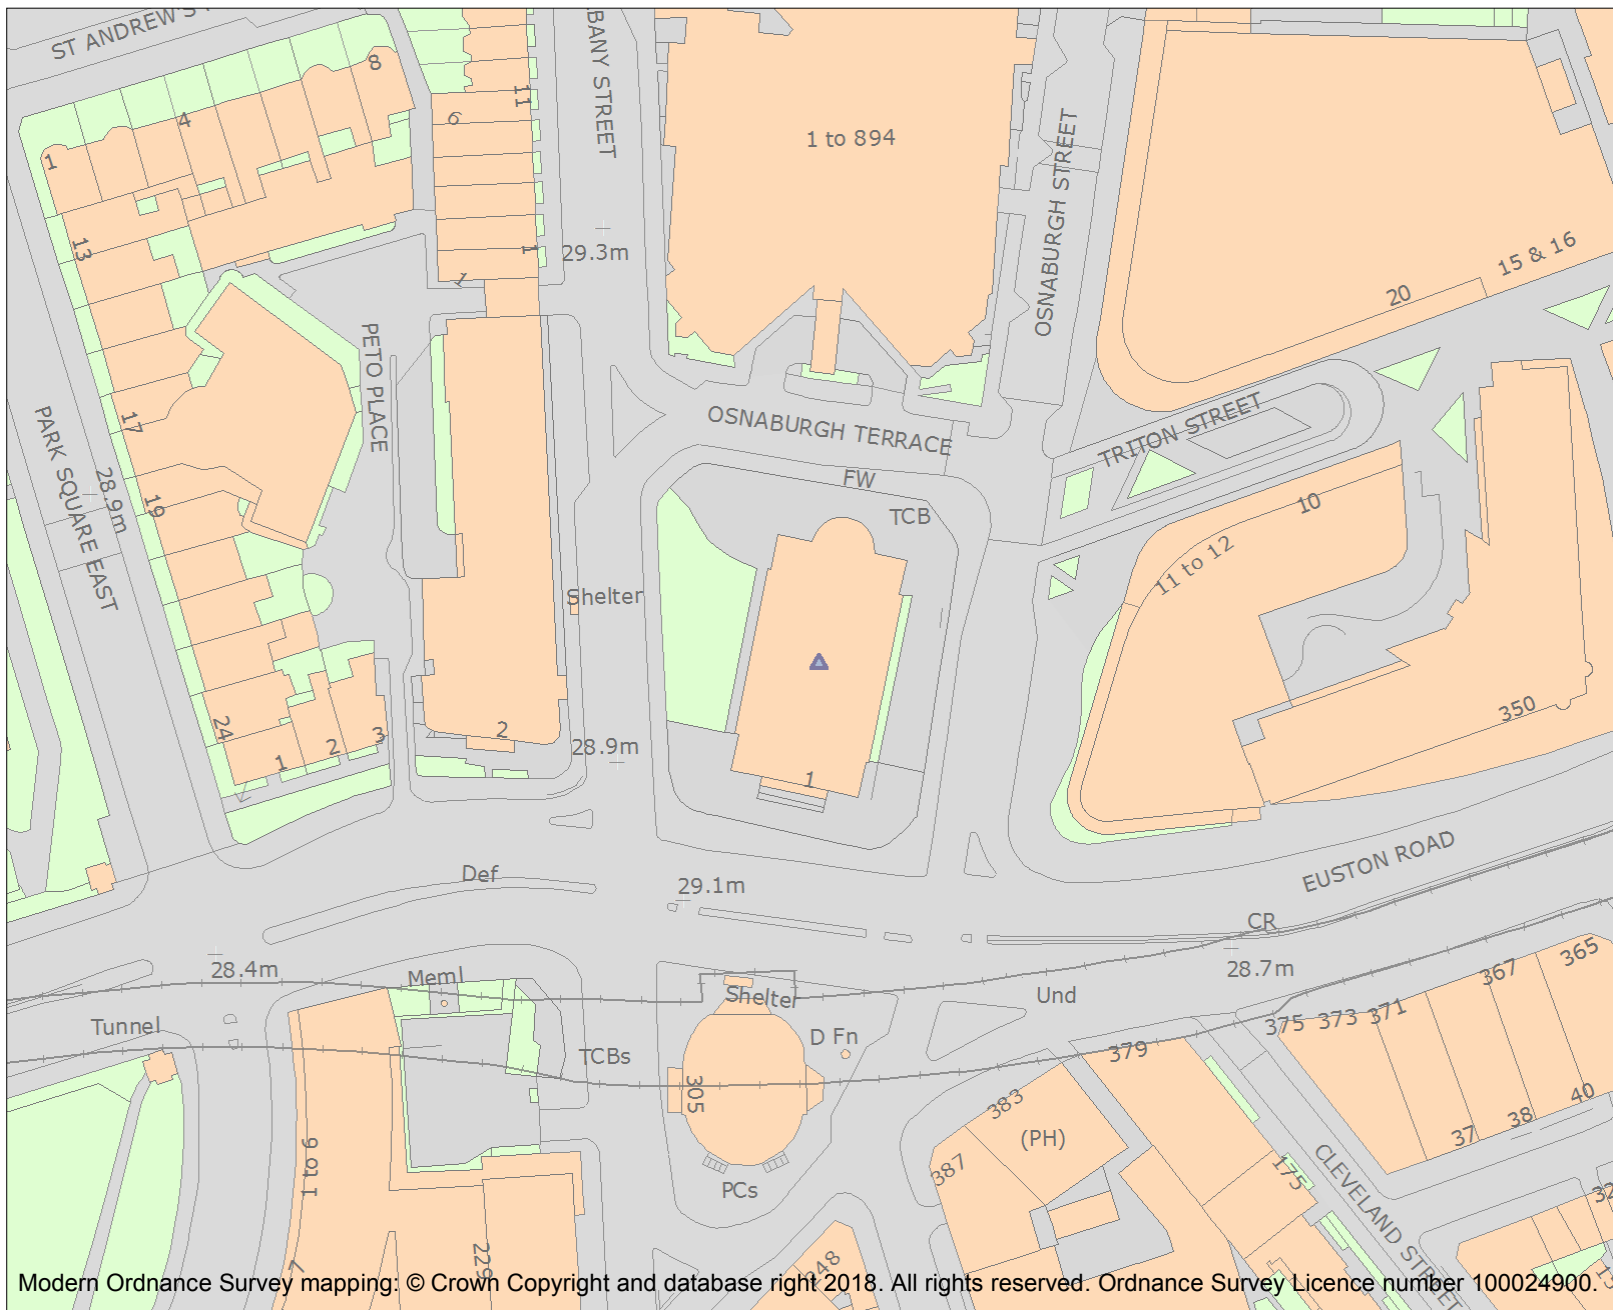 ST ANDREW'S
BANY STREET
8
4
1
6
11
1 to 894
OSNABURGH STREET
13
1
1
29.3m
15 & 16
20
PETO PLACE
OSNABURGH TERRACE
TRITON STREET
17
PARK SQUARE EAST
28.9m
19
FW
TCB
10
11 to 12
Shelter
24
1
2
3
2
28.9m
1
350
EUSTON ROAD
Def
29.1m
CR
28.4m
Meml
Shelter
Und
28.7m
367
365
Tunnel
TCBs
D Fn
375
373
371
379
305
383
(PH)
387
37
38
40
1 to 9
PCs
175
CLEVELAND STREET
32
229
248
7
Modern Ordnance Survey mapping: © Crown Copyright and database right 2018. All rights reserved. Ordnance Survey Licence number 100024900.